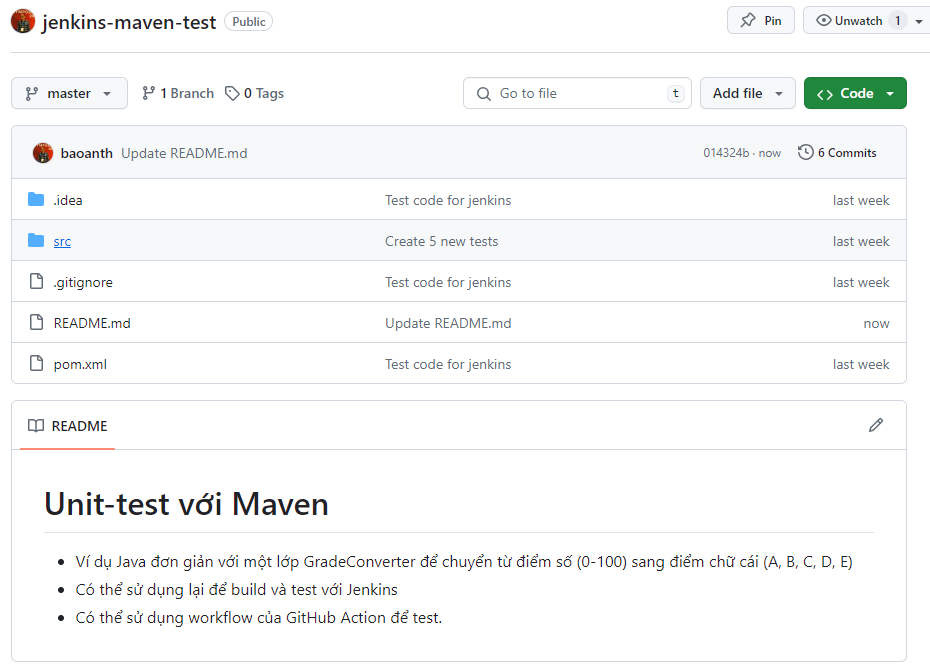 jenkins-maven-test Public Pin Unwatch 1
master 1 Branch 0 Tags Go to file t Add file Code
baoanth Update README.md 014324b · now 6 Commits
.idea Test code for jenkins last week
src Create 5 new tests last week
.gitignore Test code for jenkins last week
README.md Update README.md now
pom.xml Test code for jenkins last week
README
Unit-test với Maven
• Ví dụ Java đơn giản với một lớp GradeConverter để chuyển từ điểm số (0-100) sang điểm chữ cái (A, B, C, D, E)
• Có thể sử dụng lại để build và test với Jenkins
• Có thể sử dụng workflow của GitHub Action để test.